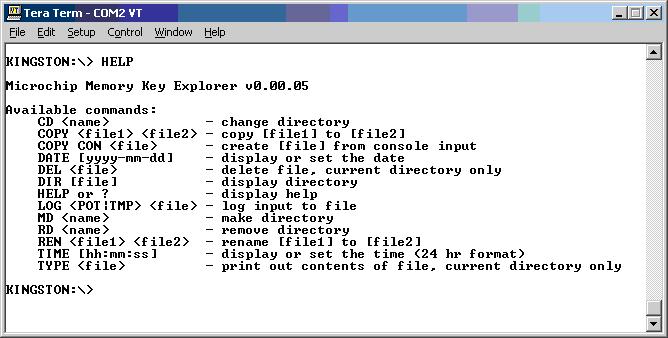 Tera Term - COM2 VT
File Edit Setup Control Window Help
KINGSTON:\> HELP
Microchip Memory Key Explorer v0.00.05
Available commands:
CD <name> - change directory
COPY <file1> <file2> - copy [file1] to [file2]
COPY CON <file> - create [file] from console input
DATE [yyyy-mm-dd] - display or set the date
DEL <file> - delete file, current directory only
DIR [file] - display directory
HELP or ? - display help
LOG <POT¦TMP> <file> - log input to file
MD <name> - make directory
RD <name> - remove directory
REN <file1> <file2> - rename [file1] to [file2]
TIME [hh:mm:ss] - display or set the time (24 hr format)
TYPE <file> - print out contents of file, current directory only
KINGSTON:\>